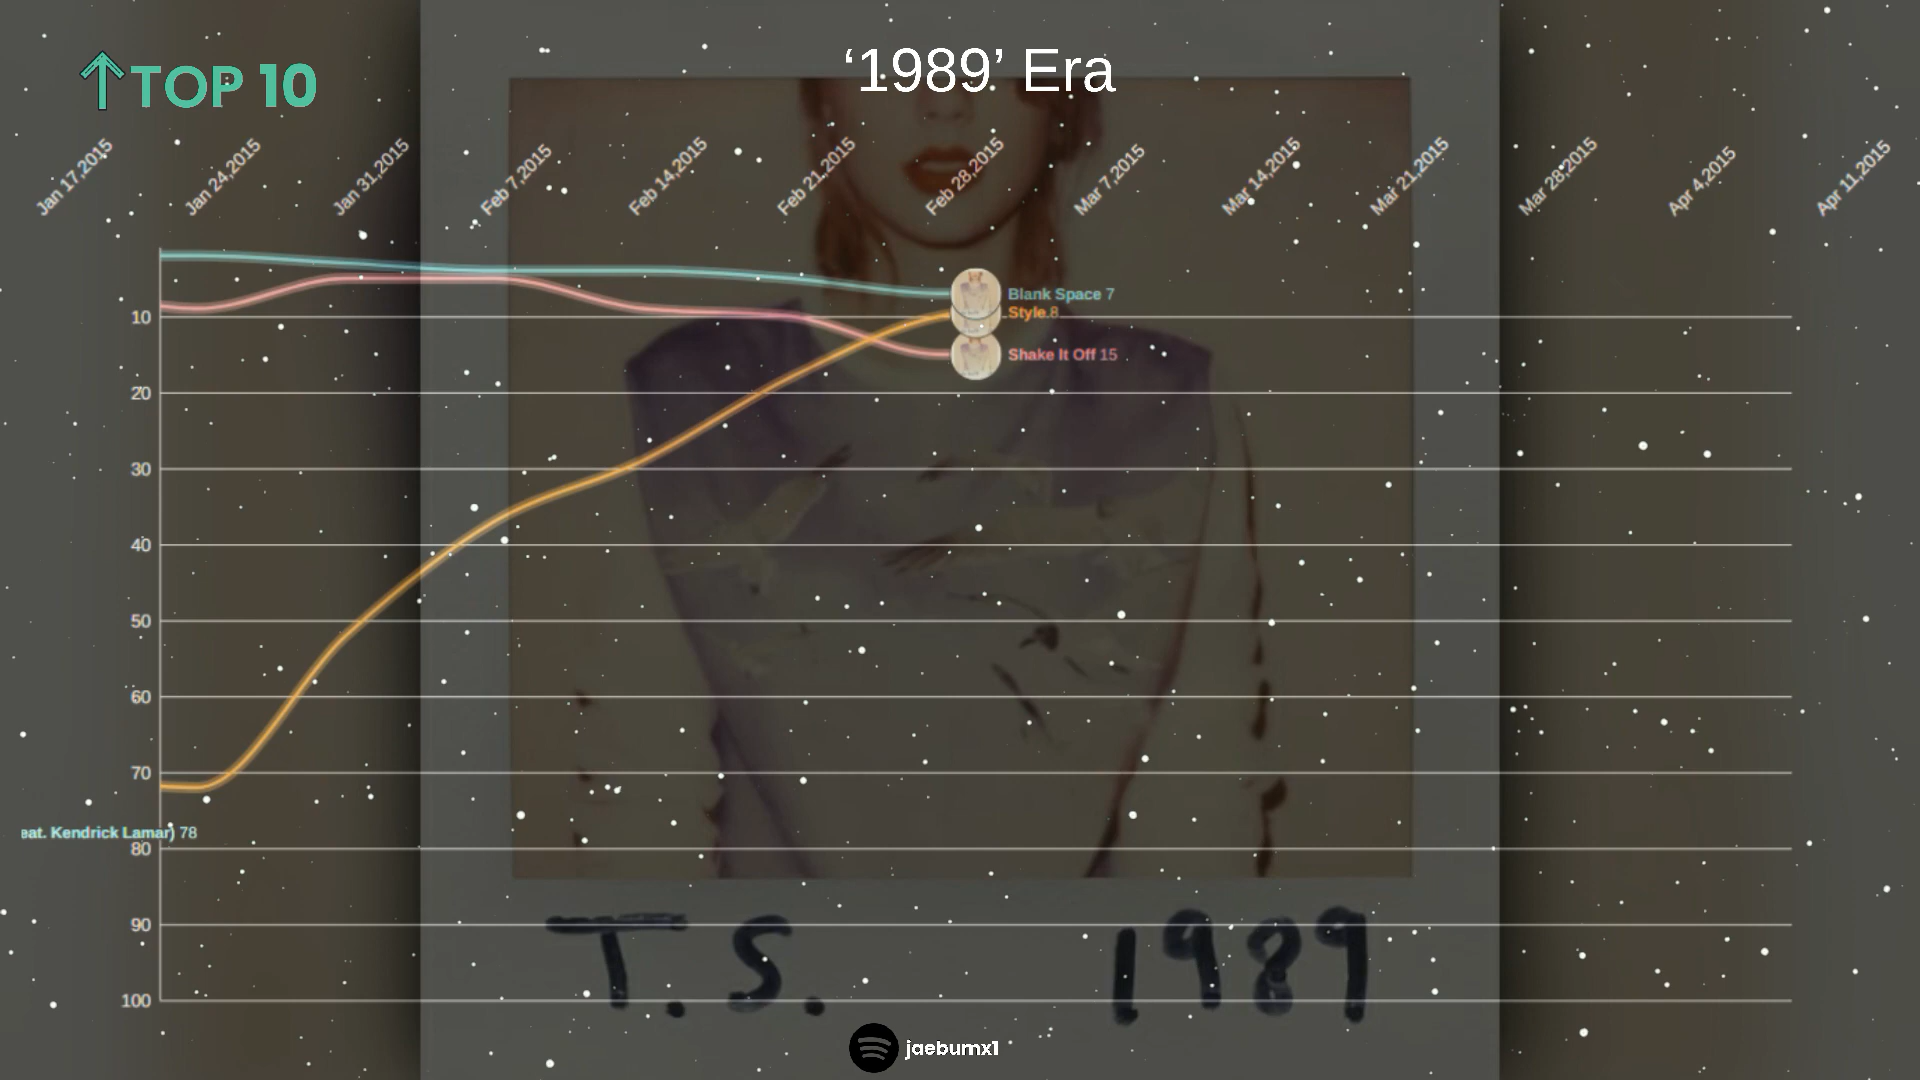 ‘1989’ Era
TOP 10
Jan 17,2015
Jan 24,2015
Jan 31,2015
Feb 7,2015
Feb 14,2015
Feb 21,2015
Feb 28,2015
Mar 7,2015
Mar 14,2015
Mar 21,2015
Mar 28,2015
Apr 4,2015
Apr 11,2015
Blank Space 7
Style 8
Shake It Off 15
10
20
30
40
50
60
70
eat. Kendrick Lamar) 78
80
90
100
T. S. 1989
jaebumx1